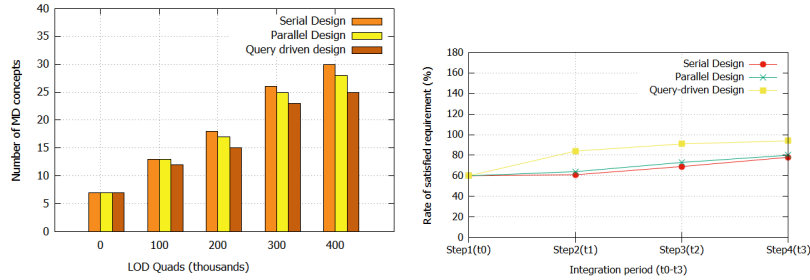 40
35
30
25
20
15
10
5
0
Number of MD concepts
Serial Design
Parallel Design
Query driven design
0 100 200 300 400
LOD Quads (thousands)
180
160
140
120
100
80
60
40
20
0
Rate of satisfied requirement (%)
Serial Design
Parallel Design
Query-driven Design
Step1(t0) Step2(t1) Step3(t2) Step4(t3)
Integration period (t0-t3)